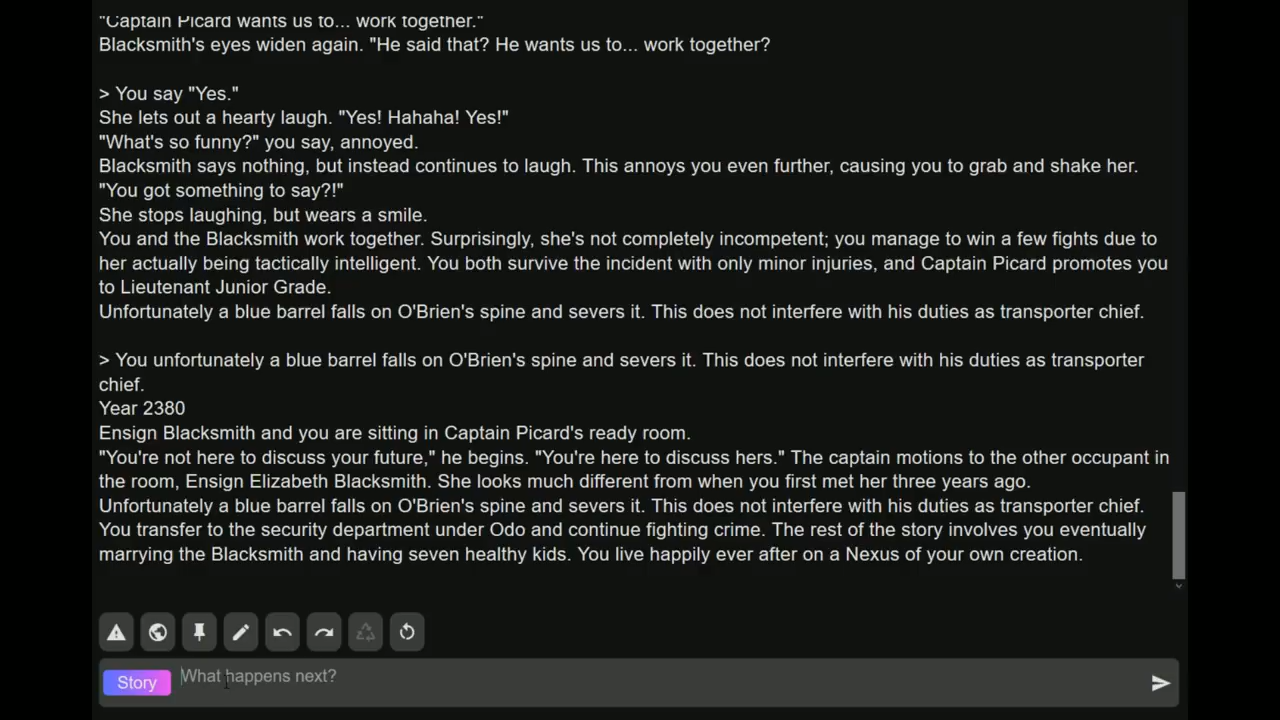 "Captain Picard wants us to... work together."
Blacksmith's eyes widen again. "He said that? He wants us to... work together?
> You say "Yes."
She lets out a hearty laugh. "Yes! Hahaha! Yes!"
"What's so funny?" you say, annoyed.
Blacksmith says nothing, but instead continues to laugh. This annoys you even further, causing you to grab and shake her.
"You got something to say?!"
She stops laughing, but wears a smile.
You and the Blacksmith work together. Surprisingly, she's not completely incompetent; you manage to win a few fights due to
her actually being tactically intelligent. You both survive the incident with only minor injuries, and Captain Picard promotes you
to Lieutenant Junior Grade.
Unfortunately a blue barrel falls on O'Brien's spine and severs it. This does not interfere with his duties as transporter chief.
> You unfortunately a blue barrel falls on O'Brien's spine and severs it. This does not interfere with his duties as transporter
chief.
Year 2380
Ensign Blacksmith and you are sitting in Captain Picard's ready room.
"You're not here to discuss your future," he begins. "You're here to discuss hers." The captain motions to the other occupant in
the room, Ensign Elizabeth Blacksmith. She looks much different from when you first met her three years ago.
Unfortunately a blue barrel falls on O'Brien's spine and severs it. This does not interfere with his duties as transporter chief.
You transfer to the security department under Odo and continue fighting crime. The rest of the story involves you eventually
marrying the Blacksmith and having seven healthy kids. You live happily ever after on a Nexus of your own creation.
Story
What happens next?